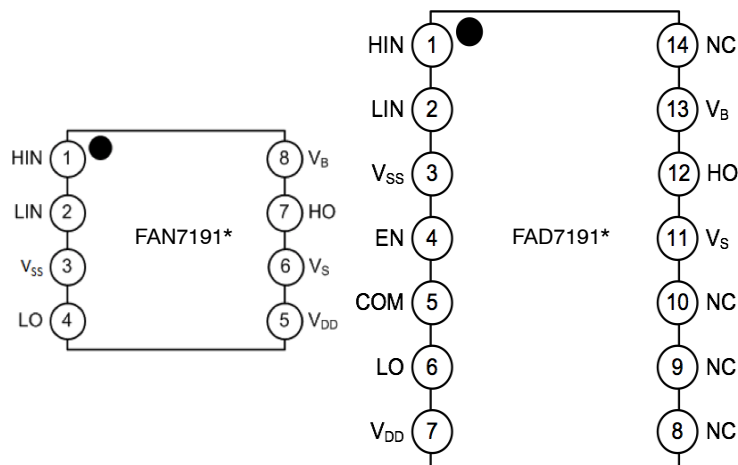 HIN 1 8 VB
LIN 2 7 HO
FAN7191*
VSS 3 6 VS
LO 4 5 VDD
HIN 1 14 NC
LIN 2 13 VB
VSS 3 12 HO
EN 4 FAD7191* 11 VS
COM 5 10 NC
LO 6 9 NC
VDD 7 8 NC